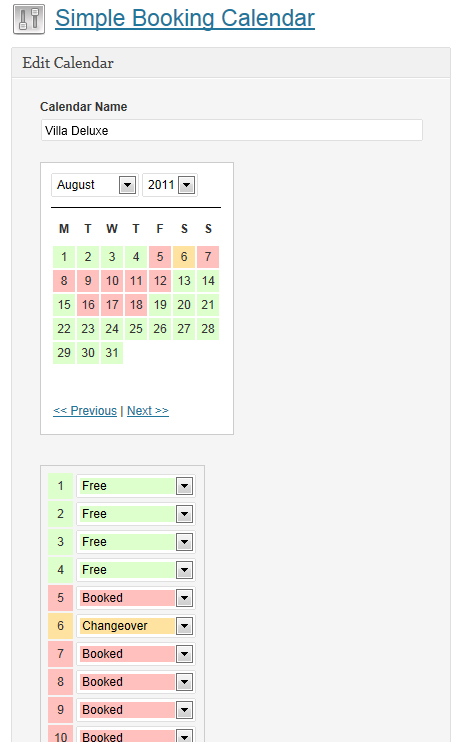 Simple Booking Calendar
Edit Calendar
Calendar Name
Villa Deluxe
August 2011
M T W T F S S
1 2 3 4 5 6 7
8 9 10 11 12 13 14
15 16 17 18 19 20 21
22 23 24 25 26 27 28
29 30 31
<< Previous | Next >>
1 Free
2 Free
3 Free
4 Free
5 Booked
6 Changeover
7 Booked
8 Booked
9 Booked
10 Booked